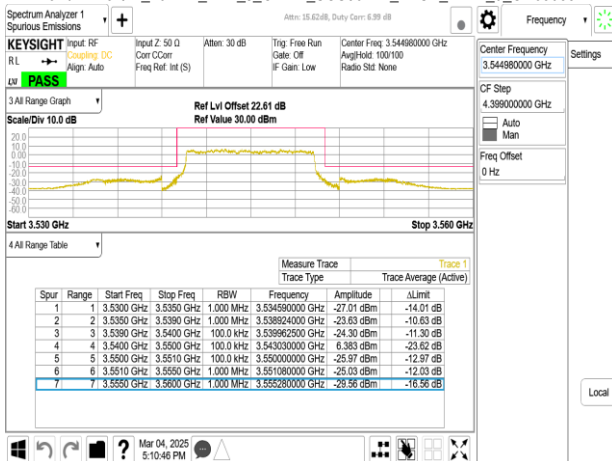 Spectrum Analyzer 1
Spurious Emissions
Attn: 15.62dB, Duty Corr: 6.99 dB
Frequency
KEYSIGHT
RL
PASS
Input: RF
Coupling: DC
Align: Auto
Input Z: 50 Ω
Corr CCorr
Freq Ref: Int (S)
Atten: 30 dB
Trig: Free Run
Gate: Off
IF Gain: Low
Center Freq: 3.544980000 GHz
Avg|Hold: 100/100
Radio Std: None
Center Frequency
3.544980000 GHz
Settings
CF Step
4.399000000 GHz
Auto
Man
Freq Offset
0 Hz
3 All Range Graph
Scale/Div 10.0 dB
Ref Lvl Offset 22.61 dB
Ref Value 30.00 dBm
20.0
10.0
0.00
-10.0
-20.0
-30.0
-40.0
-50.0
-60.0
Start 3.530 GHz
Stop 3.560 GHz
4 All Range Table
Measure Trace Trace 1
Trace Type Trace Average (Active)
Spur Range Start Freq Stop Freq RBW Frequency Amplitude ΔLimit
1 1 3.5300 GHz 3.5350 GHz 1.000 MHz 3.534590000 GHz -27.01 dBm -14.01 dB
2 2 3.5350 GHz 3.5390 GHz 1.000 MHz 3.538924000 GHz -23.63 dBm -10.63 dB
3 3 3.5390 GHz 3.5400 GHz 100.0 kHz 3.539962500 GHz -24.30 dBm -11.30 dB
4 4 3.5400 GHz 3.5500 GHz 100.0 kHz 3.543030000 GHz 6.383 dBm -23.62 dB
5 5 3.5500 GHz 3.5510 GHz 100.0 kHz 3.550000000 GHz -25.97 dBm -12.97 dB
6 6 3.5510 GHz 3.5550 GHz 1.000 MHz 3.551080000 GHz -25.03 dBm -12.03 dB
7 7 3.5550 GHz 3.5600 GHz 1.000 MHz 3.555280000 GHz -29.56 dBm -16.56 dB
Local
Mar 04, 2025
5:10:46 PM